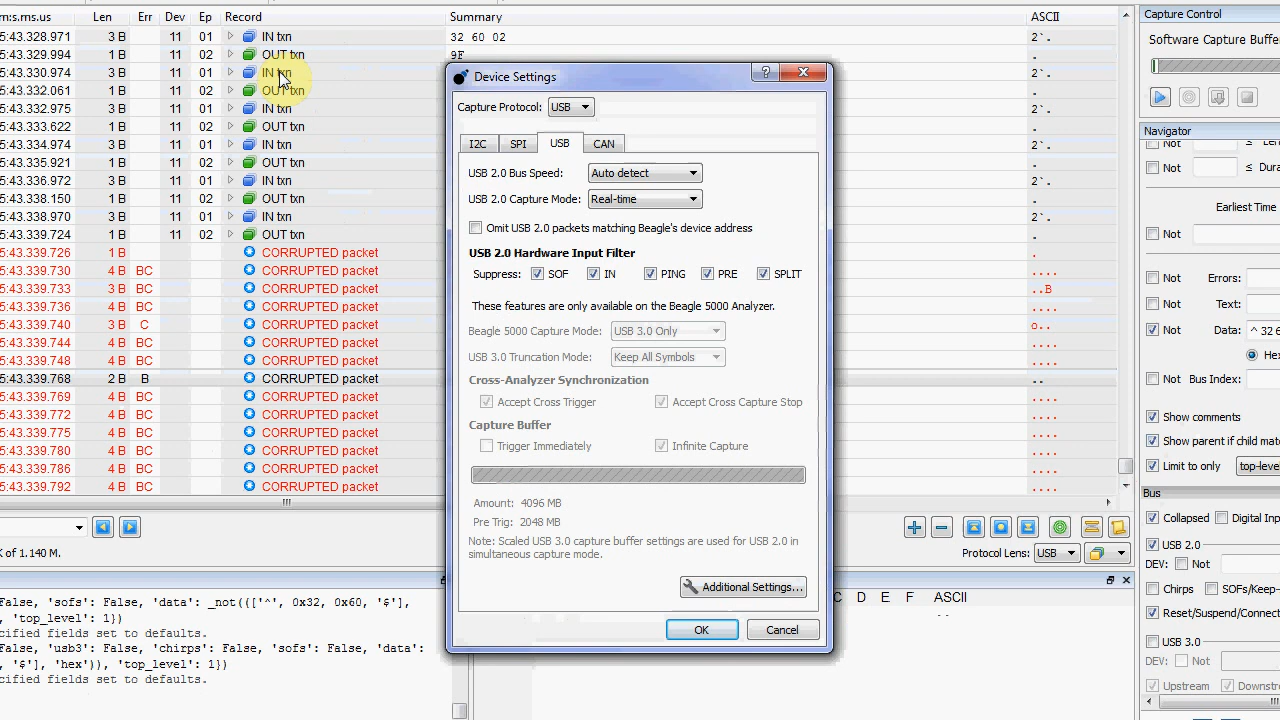 m:s.ms.us Len Err Dev Ep Record Summary ASCII
5:43.328.971 3 B 11 01 IN txn 32 60 02 2`.
5:43.329.994 1 B 11 02 OUT txn 9F .
5:43.330.974 3 B 11 01 IN txn 2`.
5:43.332.061 1 B 11 02 OUT txn .
5:43.332.975 3 B 11 01 IN txn 2`.
5:43.333.622 1 B 11 02 OUT txn .
5:43.334.974 3 B 11 01 IN txn 2`.
5:43.335.921 1 B 11 02 OUT txn .
5:43.336.972 3 B 11 01 IN txn 2`.
5:43.338.150 1 B 11 02 OUT txn .
5:43.338.970 3 B 11 01 IN txn 2`.
5:43.339.724 1 B 11 02 OUT txn .
5:43.339.726 1 B CORRUPTED packet .
5:43.339.730 4 B BC CORRUPTED packet ....
5:43.339.733 3 B BC CORRUPTED packet ..B
5:43.339.736 4 B BC CORRUPTED packet ....
5:43.339.740 3 B C CORRUPTED packet o..
5:43.339.744 4 B BC CORRUPTED packet ....
5:43.339.748 4 B BC CORRUPTED packet ....
5:43.339.768 2 B B CORRUPTED packet ..
5:43.339.769 4 B BC CORRUPTED packet ....
5:43.339.772 4 B BC CORRUPTED packet ....
5:43.339.775 4 B BC CORRUPTED packet ....
5:43.339.780 4 B BC CORRUPTED packet ....
5:43.339.786 4 B BC CORRUPTED packet ....
5:43.339.792 4 B BC CORRUPTED packet ....
K of 1.140 M.
Protocol Lens: USB
False, 'sofs': False, 'data': _not((['^', 0x32, 0x60, '$'],
, 'top_level': 1})
cified fields set to defaults.
False, 'usb3': False, 'chirps': False, 'sofs': False, 'data':
, '$'], 'hex')), 'top_level': 1})
cified fields set to defaults.
C D E F ASCII
Device Settings
Capture Protocol: USB
I2C SPI USB CAN
USB 2.0 Bus Speed: Auto detect
USB 2.0 Capture Mode: Real-time
Omit USB 2.0 packets matching Beagle's device address
USB 2.0 Hardware Input Filter
Suppress: SOF IN PING PRE SPLIT
These features are only available on the Beagle 5000 Analyzer.
Beagle 5000 Capture Mode: USB 3.0 Only
USB 3.0 Truncation Mode: Keep All Symbols
Cross-Analyzer Synchronization
Accept Cross Trigger Accept Cross Capture Stop
Capture Buffer
Trigger Immediately Infinite Capture
Amount: 4096 MB
Pre Trig: 2048 MB
Note: Scaled USB 3.0 capture buffer settings are used for USB 2.0 in
simultaneous capture mode.
Additional Settings...
OK Cancel
Capture Control
Software Capture Buffer
Navigator
Not ≤ Len
Not ≤ Dura
Earliest Time
Not
Not Errors:
Not Text:
Not Data: ^ 32 6
Hex
Not Bus Index:
Show comments
Show parent if child mat
Limit to only top-leve
Bus
Collapsed Digital Inp
USB 2.0
DEV: Not
Chirps SOFs/Keep-
Reset/Suspend/Connect
USB 3.0
DEV: Not
Upstream Downstre